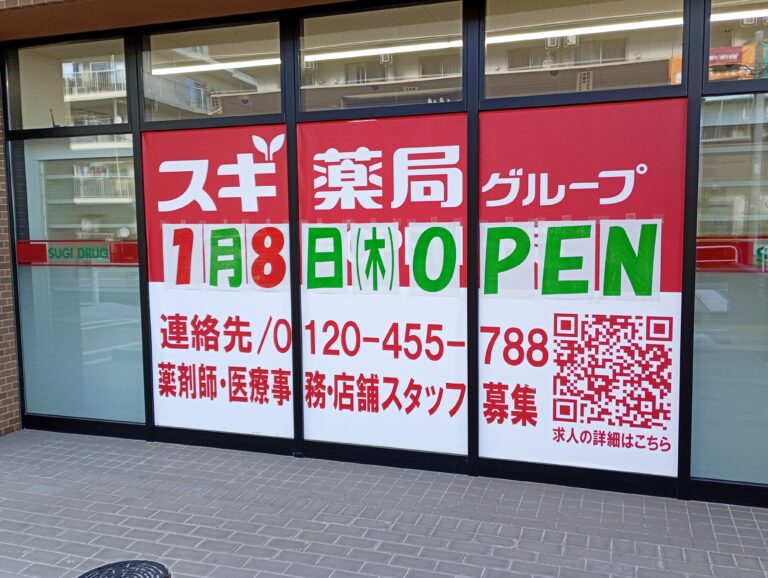 スギ薬局グループ
1月8日(木)OPEN
連絡先/0120-455-788
薬剤師・医療事務・店舗スタッフ募集
求人の詳細はこちら
SUGI DRUG